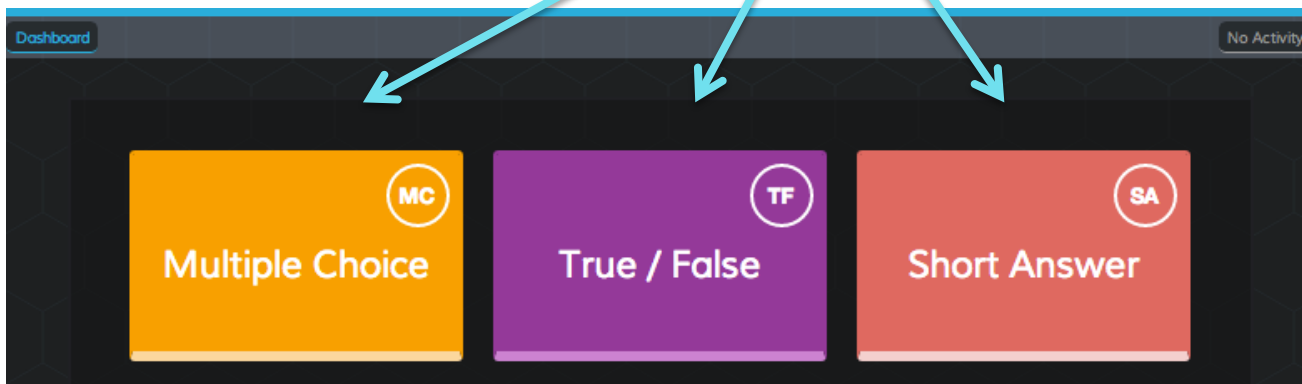 Dashboard
No Activity
MC
TF
SA
Multiple Choice
True / False
Short Answer